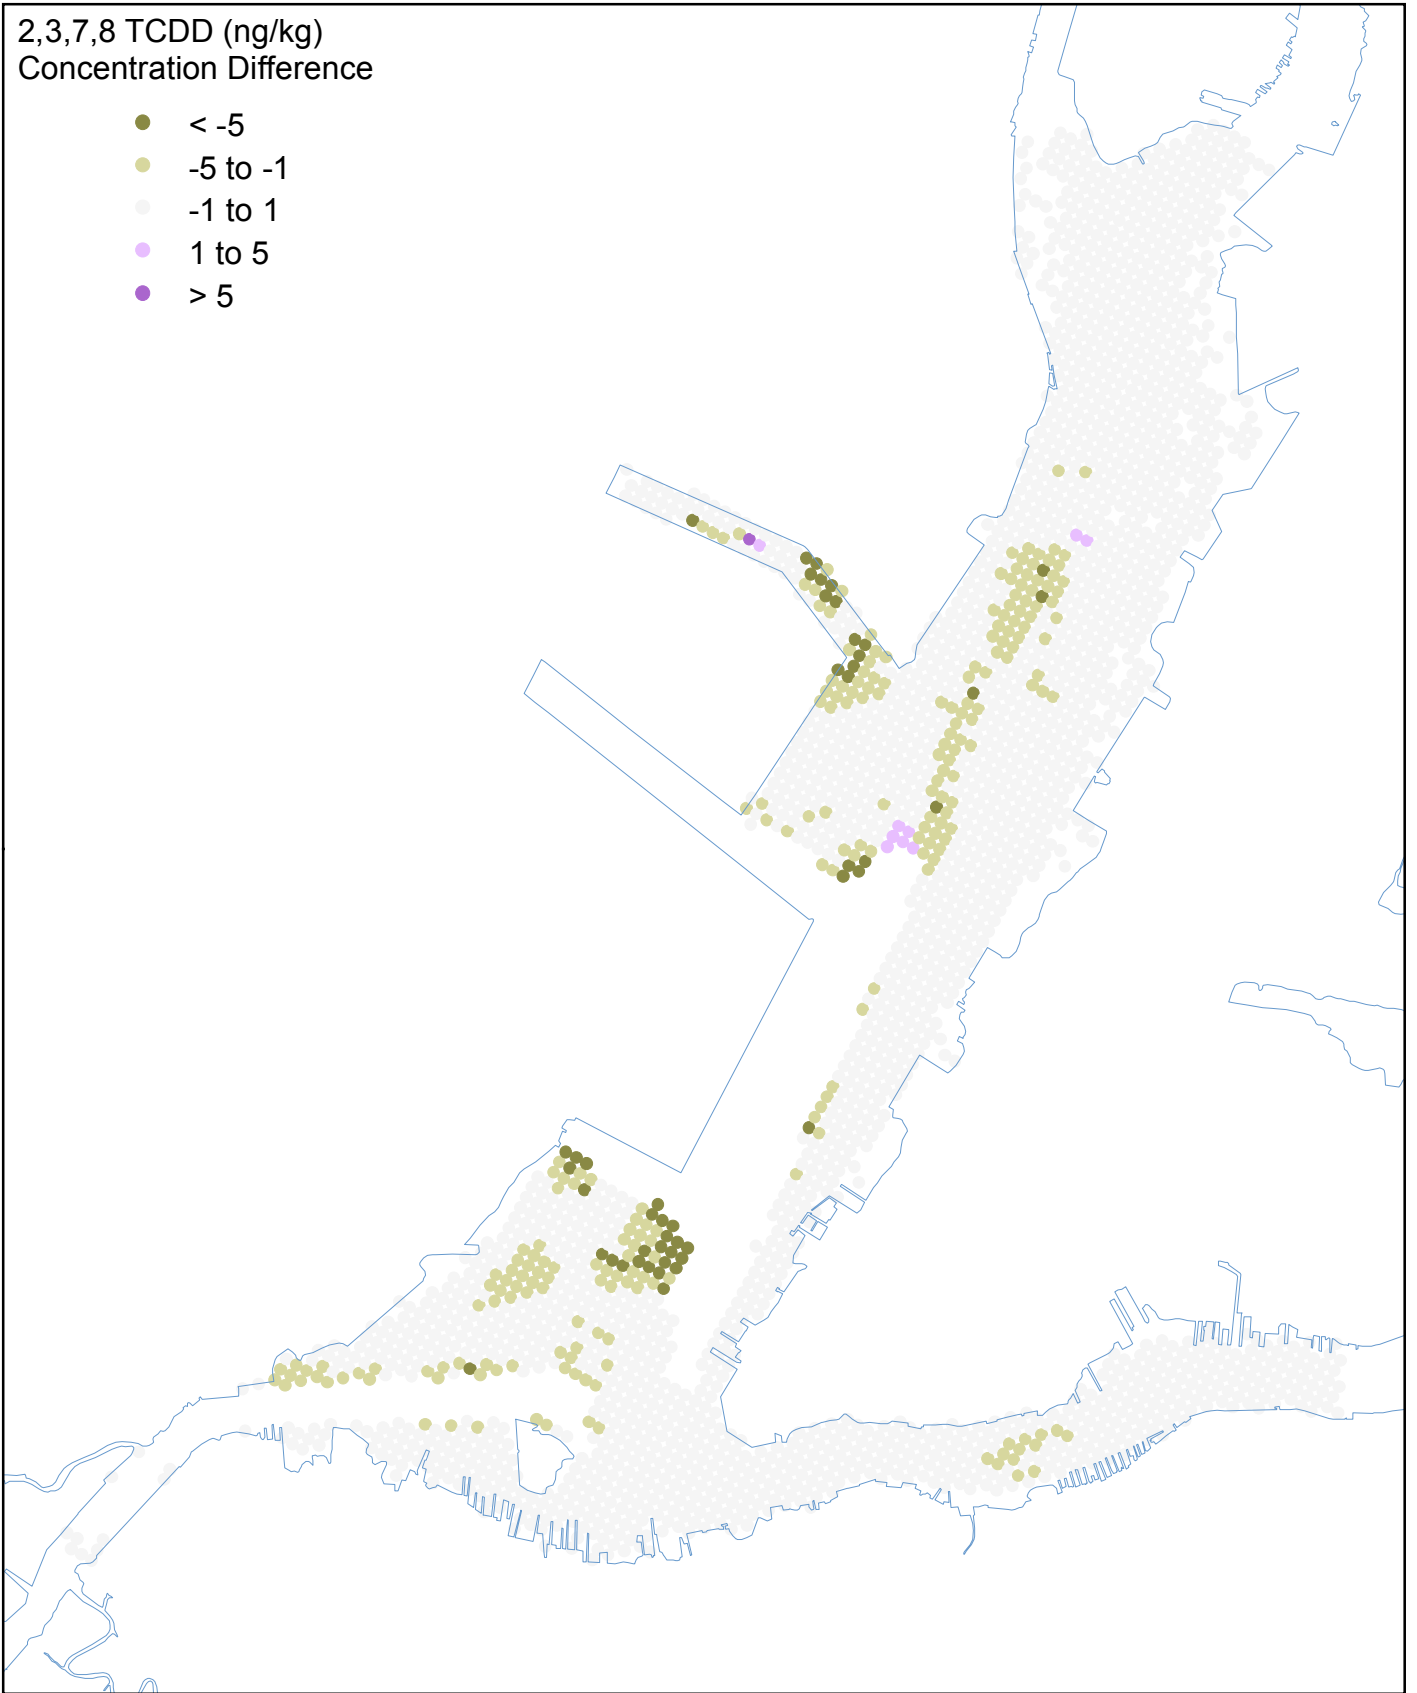 2,3,7,8 TCDD (ng/kg)
Concentration Difference
< -5
-5 to -1
-1 to 1
1 to 5
> 5